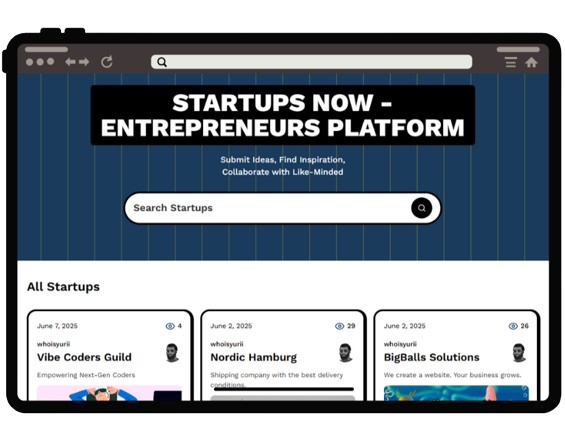 STARTUPS NOW -
ENTREPRENEURS PLATFORM
Submit Ideas, Find Inspiration,
Collaborate with Like-Minded
Search Startups
All Startups
June 7, 2025 4
whoisyurii
Vibe Coders Guild
Empowering Next-Gen Coders
June 2, 2025 29
whoisyurii
Nordic Hamburg
Shipping company with the best delivery
conditions.
June 2, 2025 26
whoisyurii
BigBalls Solutions
We create a website. Your business grows.